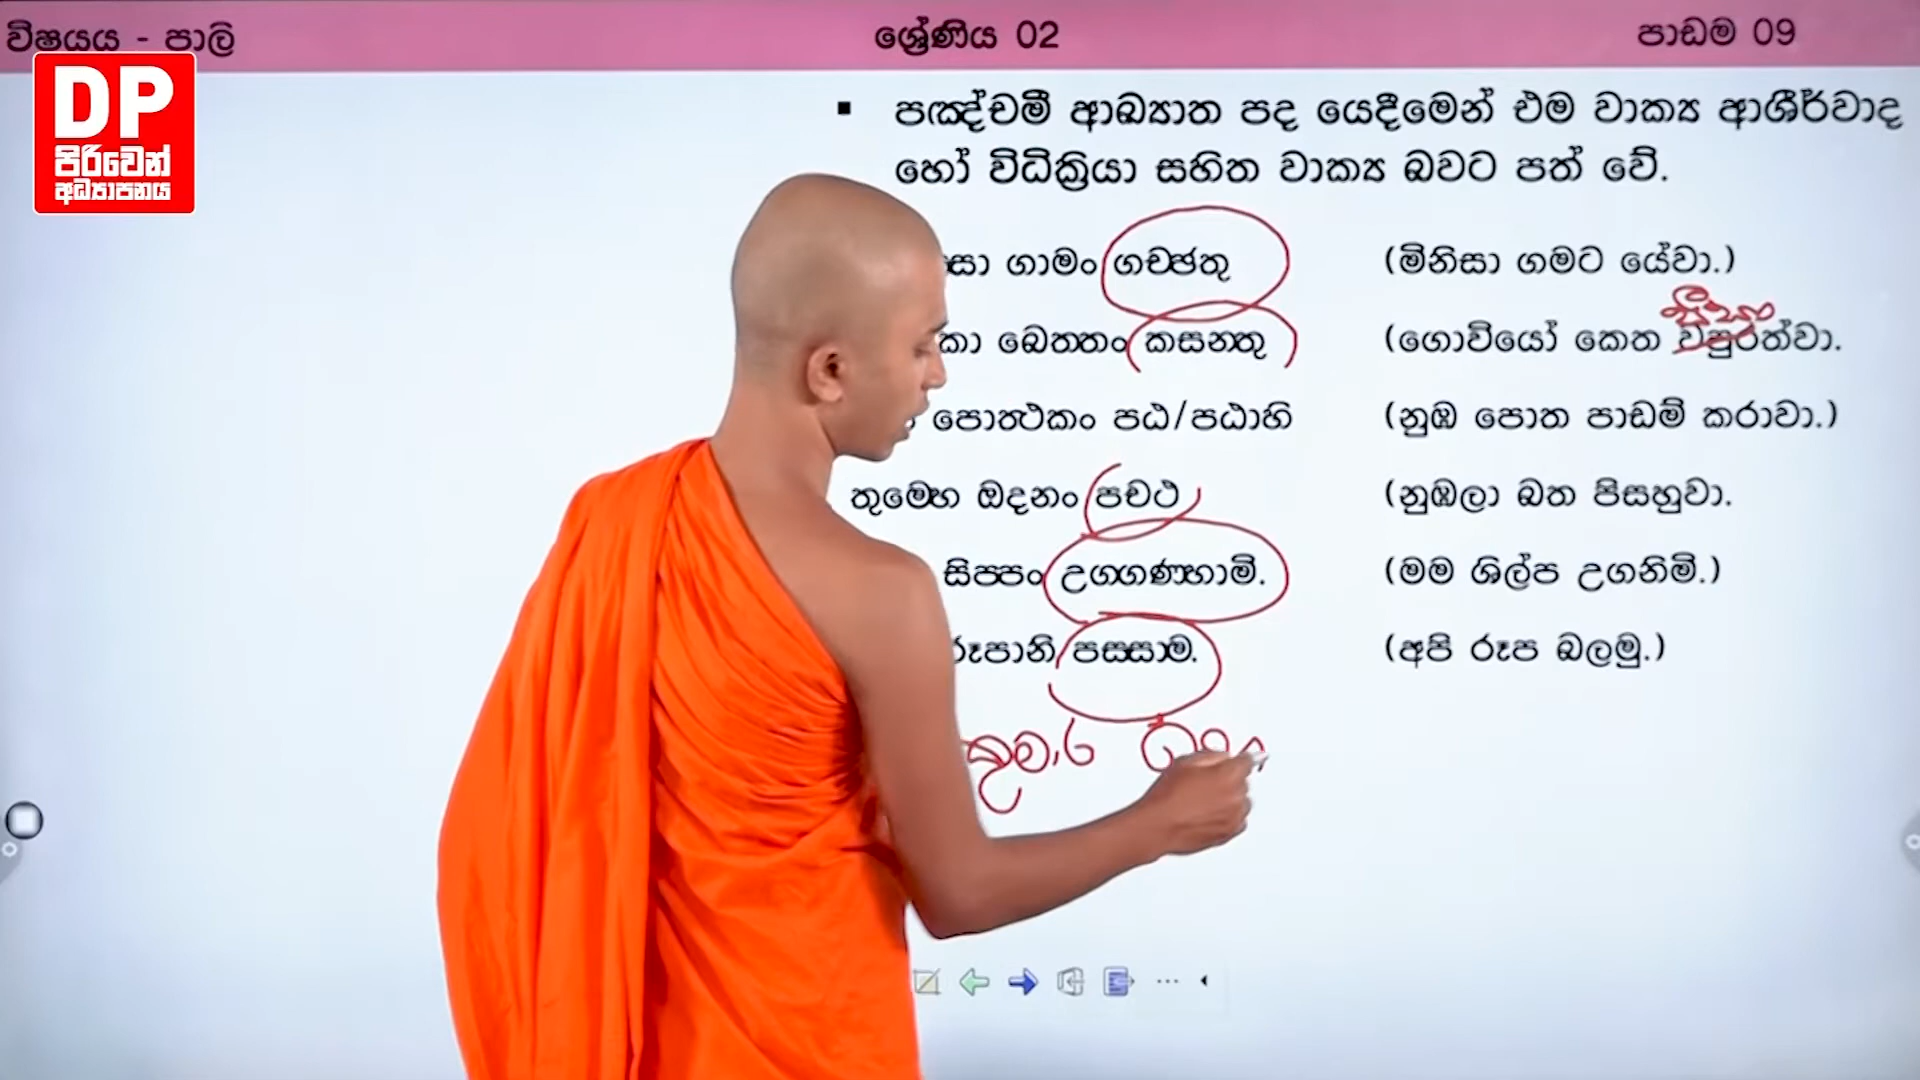 විෂයය - පාලි
ශ්‍රේණිය 02
පාඩම 09
DP
පිරිවෙන්
අධ්‍යාපනය
▪ පඤ්චමී ආඛ්‍යාත පද යෙදීමෙන් එම වාක්‍ය ආශීර්වාද
හෝ විධික්‍රියා සහිත වාක්‍ය බවට පත් වේ.
ගාමං ගච්ඡතු (මිනිසා ගමට යේවා.)
ඛෙත්තං කසන්තු (ගොවියෝ කෙත
පොත්ථකං පඨ/පඨාහි (නුඹ පොත පාඩම් කරාවා.)
තුම්හෙ ඔදනං පචථ (නුඹලා බත පිසහුවා.
සිප්පං උග්ගණ්හාමි. (මම ශිල්ප උගනිමි.)
රූපානි පස්සාම. (අපි රූප බලමු.)
කුමාර